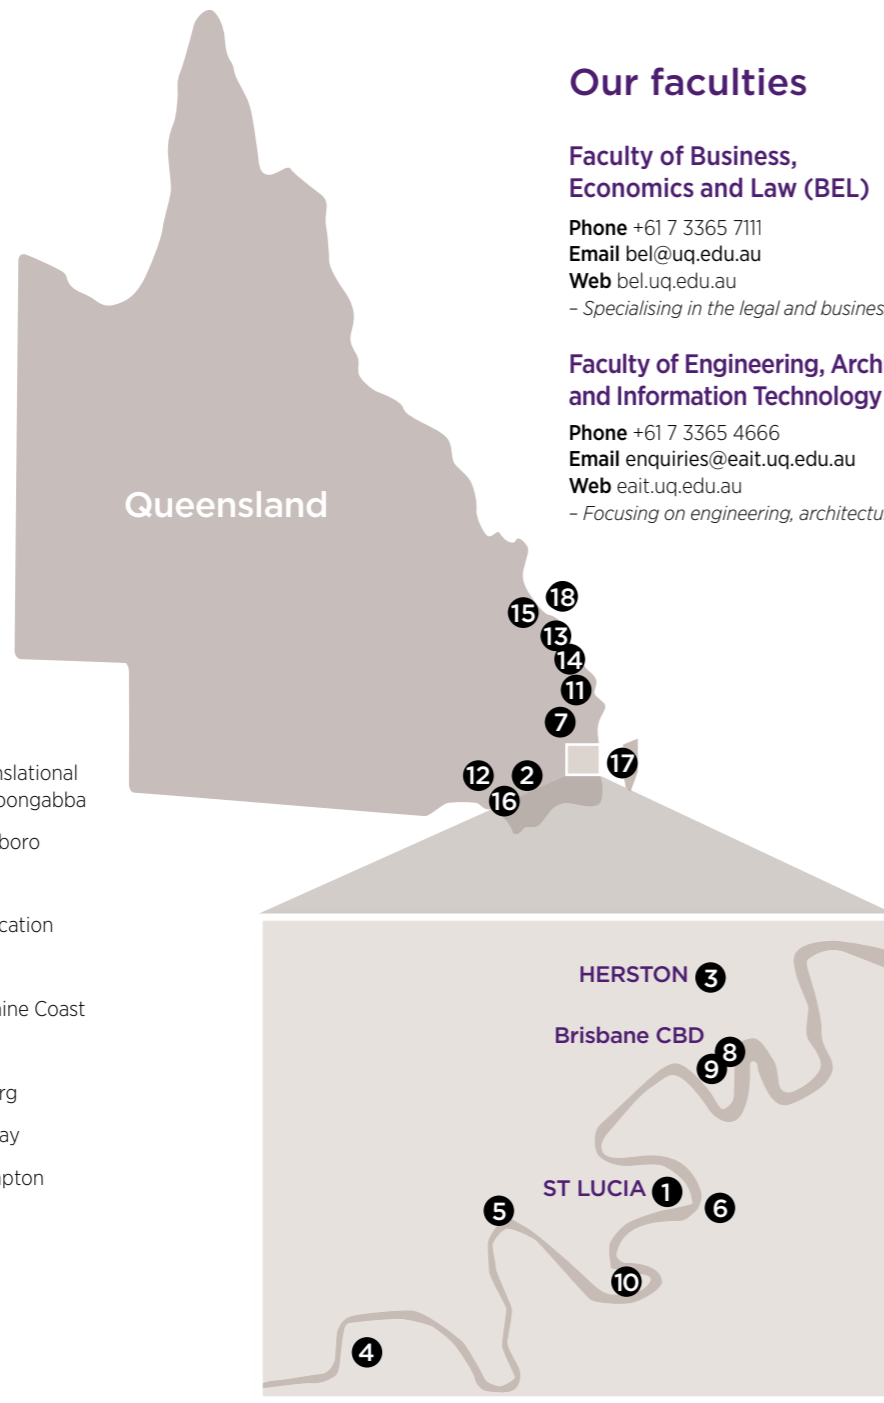 Our faculties
Faculty of Business,
Economics and Law (BEL)
Phone +61 7 3365 7111
Email bel@uq.edu.au
Web bel.uq.edu.au
– Specialising in the legal and busines
Faculty of Engineering, Archi
and Information Technology
Phone +61 7 3365 4666
Email enquiries@eait.uq.edu.au
Web eait.uq.edu.au
– Focusing on engineering, architectu
Queensland
18
15
13
14
11
7
17
12
2
16
nslational
oongabba
boro
cation
ine Coast
rg
ay
pton
HERSTON 3
Brisbane CBD
8
9
ST LUCIA 1
5
6
10
4